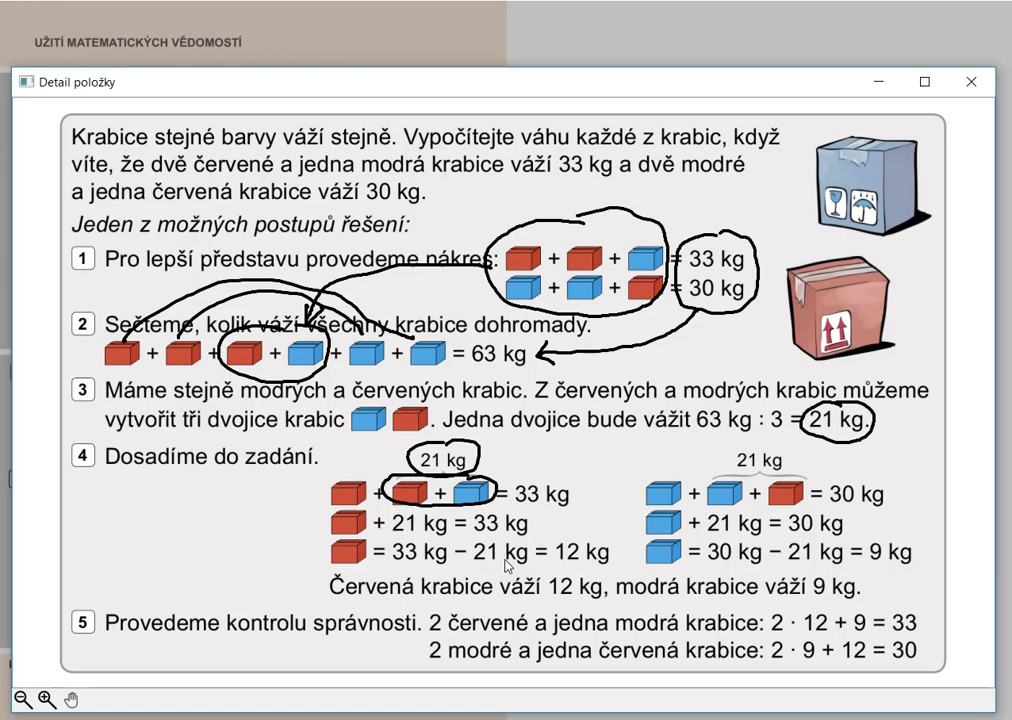 UŽITÍ MATEMATICKÝCH VĚDOMOSTÍ
Detail položky
Krabice stejné barvy váží stejně. Vypočítejte váhu každé z krabic, když
víte, že dvě červené a jedna modrá krabice váží 33 kg a dvě modré
a jedna červená krabice váží 30 kg.
Jeden z možných postupů řešení:
1 Pro lepší představu provedeme nákres: + + = 33 kg
+ + = 30 kg
2 Sečteme, kolik váží všechny krabice dohromady.
+ + + + + = 63 kg
3 Máme stejně modrých a červených krabic. Z červených a modrých krabic můžeme
vytvořit tři dvojice krabic . Jedna dvojice bude vážit 63 kg : 3 = 21 kg.
4 Dosadíme do zadání.
21 kg 21 kg
+ + = 33 kg + + = 30 kg
+ 21 kg = 33 kg + 21 kg = 30 kg
= 33 kg − 21 kg = 12 kg = 30 kg − 21 kg = 9 kg
Červená krabice váží 12 kg, modrá krabice váží 9 kg.
5 Provedeme kontrolu správnosti. 2 červené a jedna modrá krabice: 2 · 12 + 9 = 33
2 modré a jedna červená krabice: 2 · 9 + 12 = 30